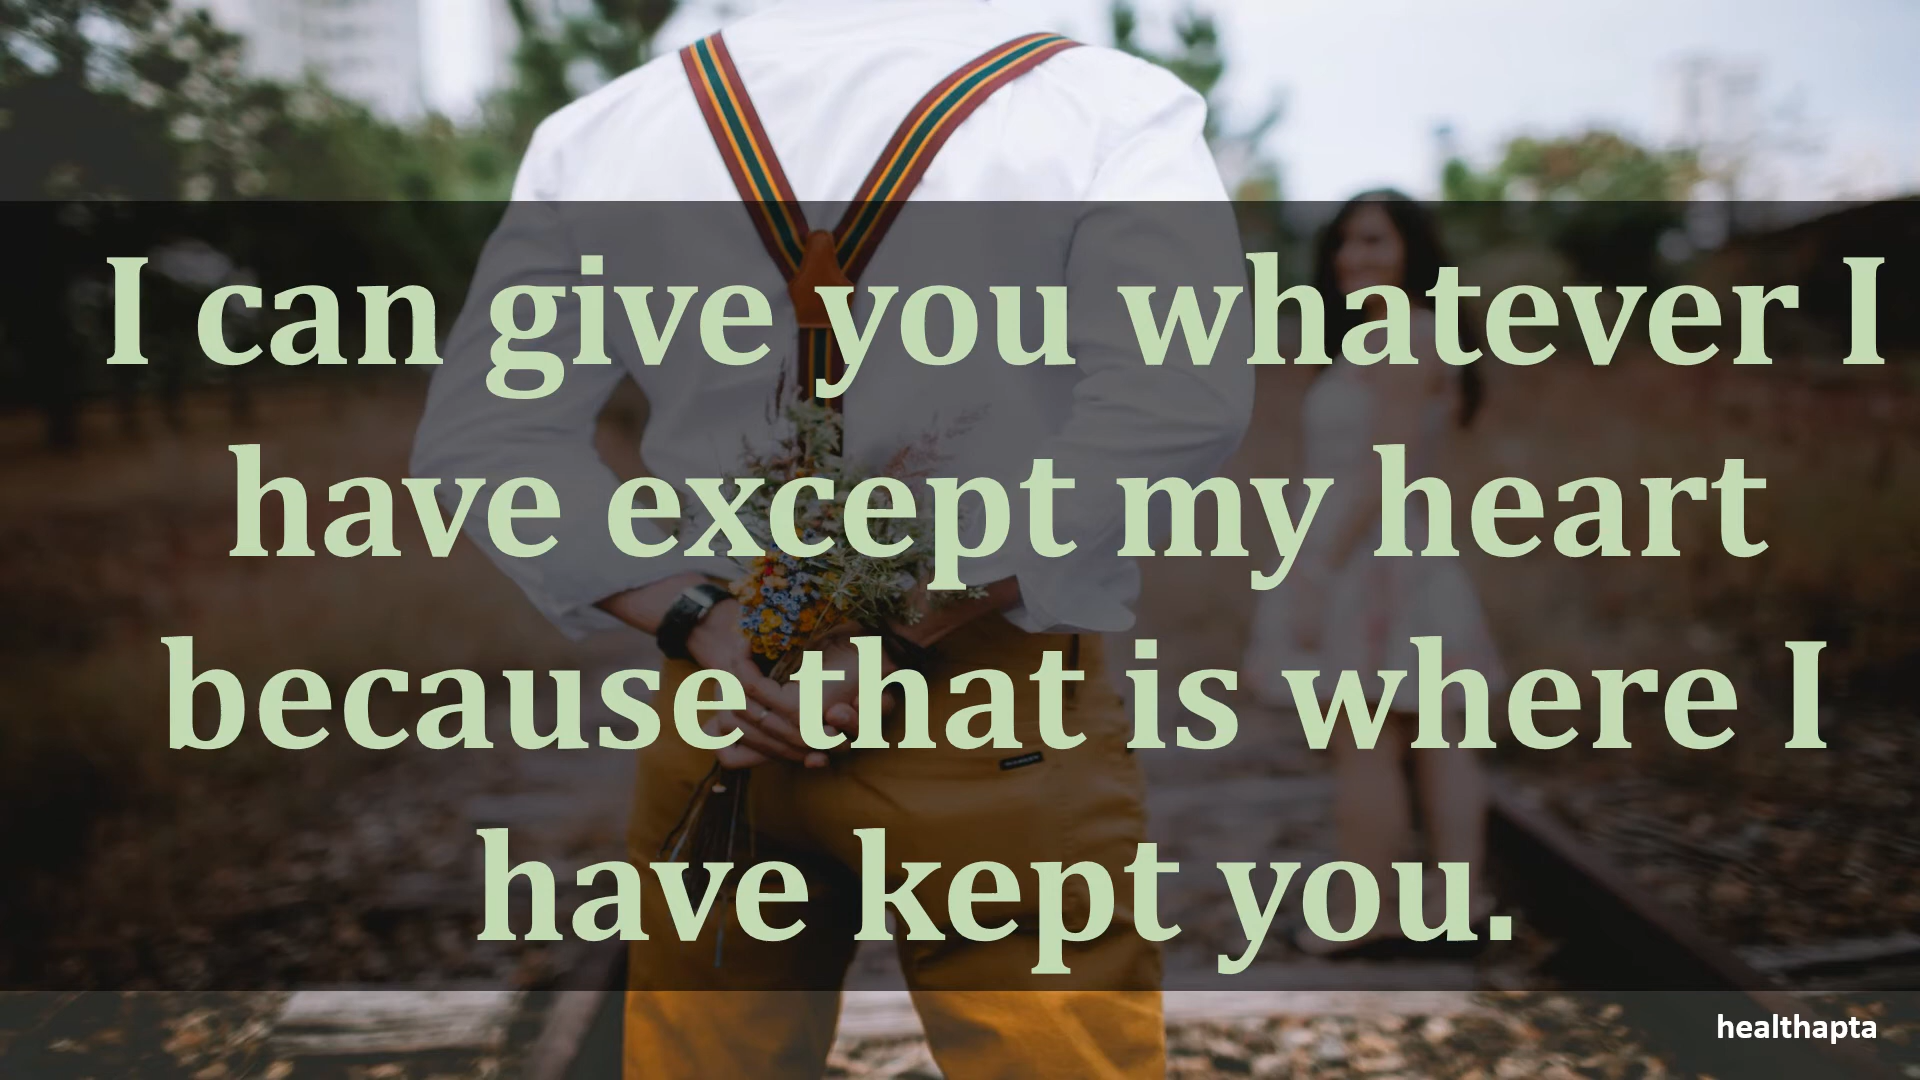 I can give you whatever I
have except my heart
because that is where I
have kept you.
healthapta